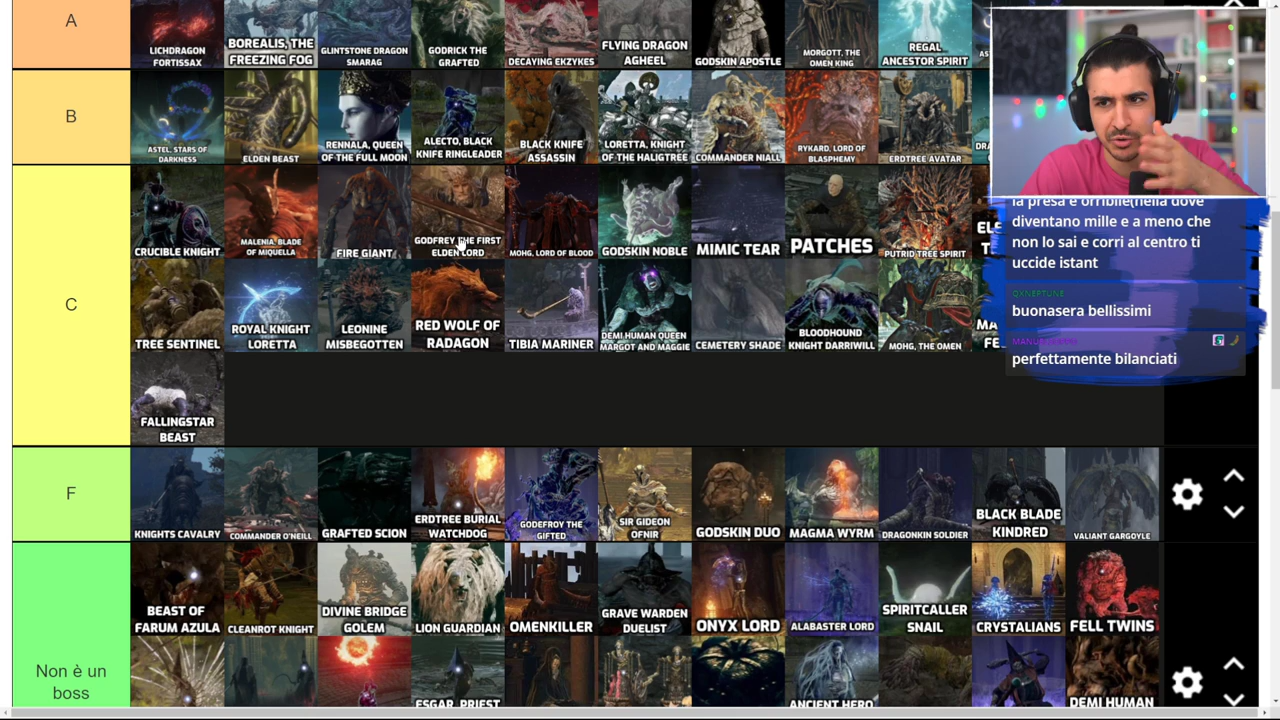 A
LICHDRAGON
FORTISSAX
BOREALIS, THE
FREEZING FOG
GLINTSTONE DRAGON
SMARAG
GODRICK THE
GRAFTED
DECAYING EKZYKES
FLYING DRAGON
AGHEEL
GODSKIN APOSTLE
MORGOTT, THE
OMEN KING
REGAL
ANCESTOR SPIRIT
B
ASTEL, STARS OF
DARKNESS
ELDEN BEAST
RENNALA, QUEEN
OF THE FULL MOON
ALECTO, BLACK
KNIFE RINGLEADER
BLACK KNIFE
ASSASSIN
LORETTA, KNIGHT
OF THE HALIGTREE
COMMANDER NIALL
RYKARD, LORD OF
BLASPHEMY
ERDTREE AVATAR
C
CRUCIBLE KNIGHT
MALENIA, BLADE
OF MIQUELLA
FIRE GIANT
GODFREY THE FIRST
ELDEN LORD
MOHG, LORD OF BLOOD
GODSKIN NOBLE
MIMIC TEAR
PATCHES
PUTRID TREE SPIRIT
C
TREE SENTINEL
ROYAL KNIGHT
LORETTA
LEONINE
MISBEGOTTEN
RED WOLF OF
RADAGON
TIBIA MARINER
DEMI HUMAN QUEEN
MARGOT AND MAGGIE
CEMETERY SHADE
BLOODHOUND
KNIGHT DARRIWILL
MOHG, THE OMEN
FALLINGSTAR
BEAST
F
KNIGHTS CAVALRY
COMMANDER O'NEILL
GRAFTED SCION
ERDTREE BURIAL
WATCHDOG
GODEFROY THE
GIFTED
SIR GIDEON
OFNIR
GODSKIN DUO
MAGMA WYRM
DRAGONKIN SOLDIER
BLACK BLADE
KINDRED
VALIANT GARGOYLE
BEAST OF
FARUM AZULA
CLEANROT KNIGHT
DIVINE BRIDGE
GOLEM
LION GUARDIAN
OMENKILLER
GRAVE WARDEN
DUELIST
ONYX LORD
ALABASTER LORD
SPIRITCALLER
SNAIL
CRYSTALIANS
FELL TWINS
Non è un
boss
ESGAR, PRIEST
ANCIENT HERO
DEMI HUMAN
la presa è orribile(nella dove
diventano mille e a meno che
non lo sai e corri al centro ti
uccide istant
QXNEPTUNE
buonasera bellissimi
perfettamente bilanciati